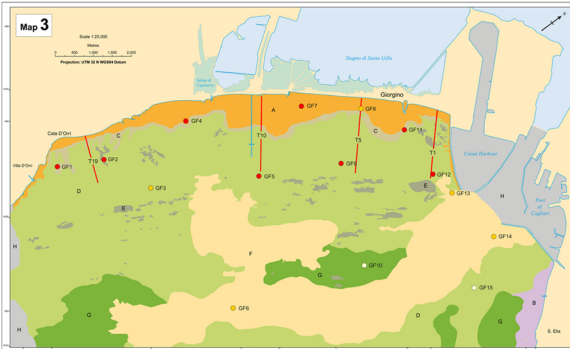 Map 3
Scale 1:25,000
Metres
0 500 1,000 1,500 2,000
Projection: UTM 32 N WGS84 Datum
Stagno di Santa Gilla
Saline di
Giorgino
Cala D'Orri
Villa D'Orri
Canal Harbour
Port
of
Cagliari
S. Elia
A
B
C
C
D
D
E
E
F
G
G
G
H
H
H
H
T19
T10
T5
T1
GF1
GF2
GF3
GF4
GF5
GF6
GF7
GF8
GF9
GF10
GF11
GF12
GF13
GF14
GF15